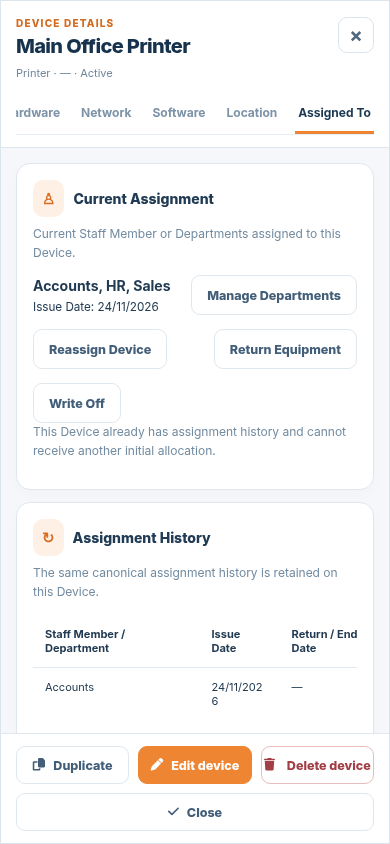 DEVICE DETAILS
Main Office Printer
Printer · — · Active
ardware Network Software Location Assigned To
Current Assignment
Current Staff Member or Departments assigned to this
Device.
Accounts, HR, Sales
Issue Date: 24/11/2026
Manage Departments
Reassign Device
Return Equipment
Write Off
This Device already has assignment history and cannot
receive another initial allocation.
Assignment History
The same canonical assignment history is retained on
this Device.
Staff Member /
Department
Issue
Date
Return / End
Date
Accounts
24/11/202
6
—
Duplicate
Edit device
Delete device
Close